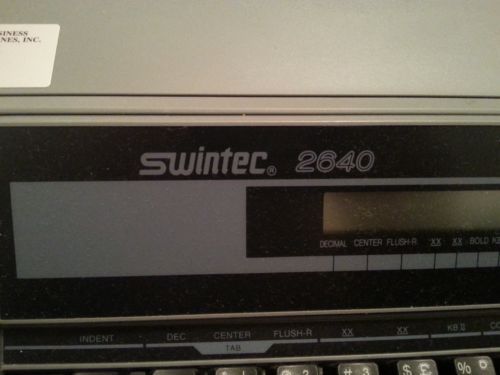 SINESS
NES, INC.
swintec® 2640
DECIMAL CENTER FLUSH-R XX XX BOLD
INDENT DEC CENTER FLUSH-R XX XX KB II
TAB
! @ 2 # $ £